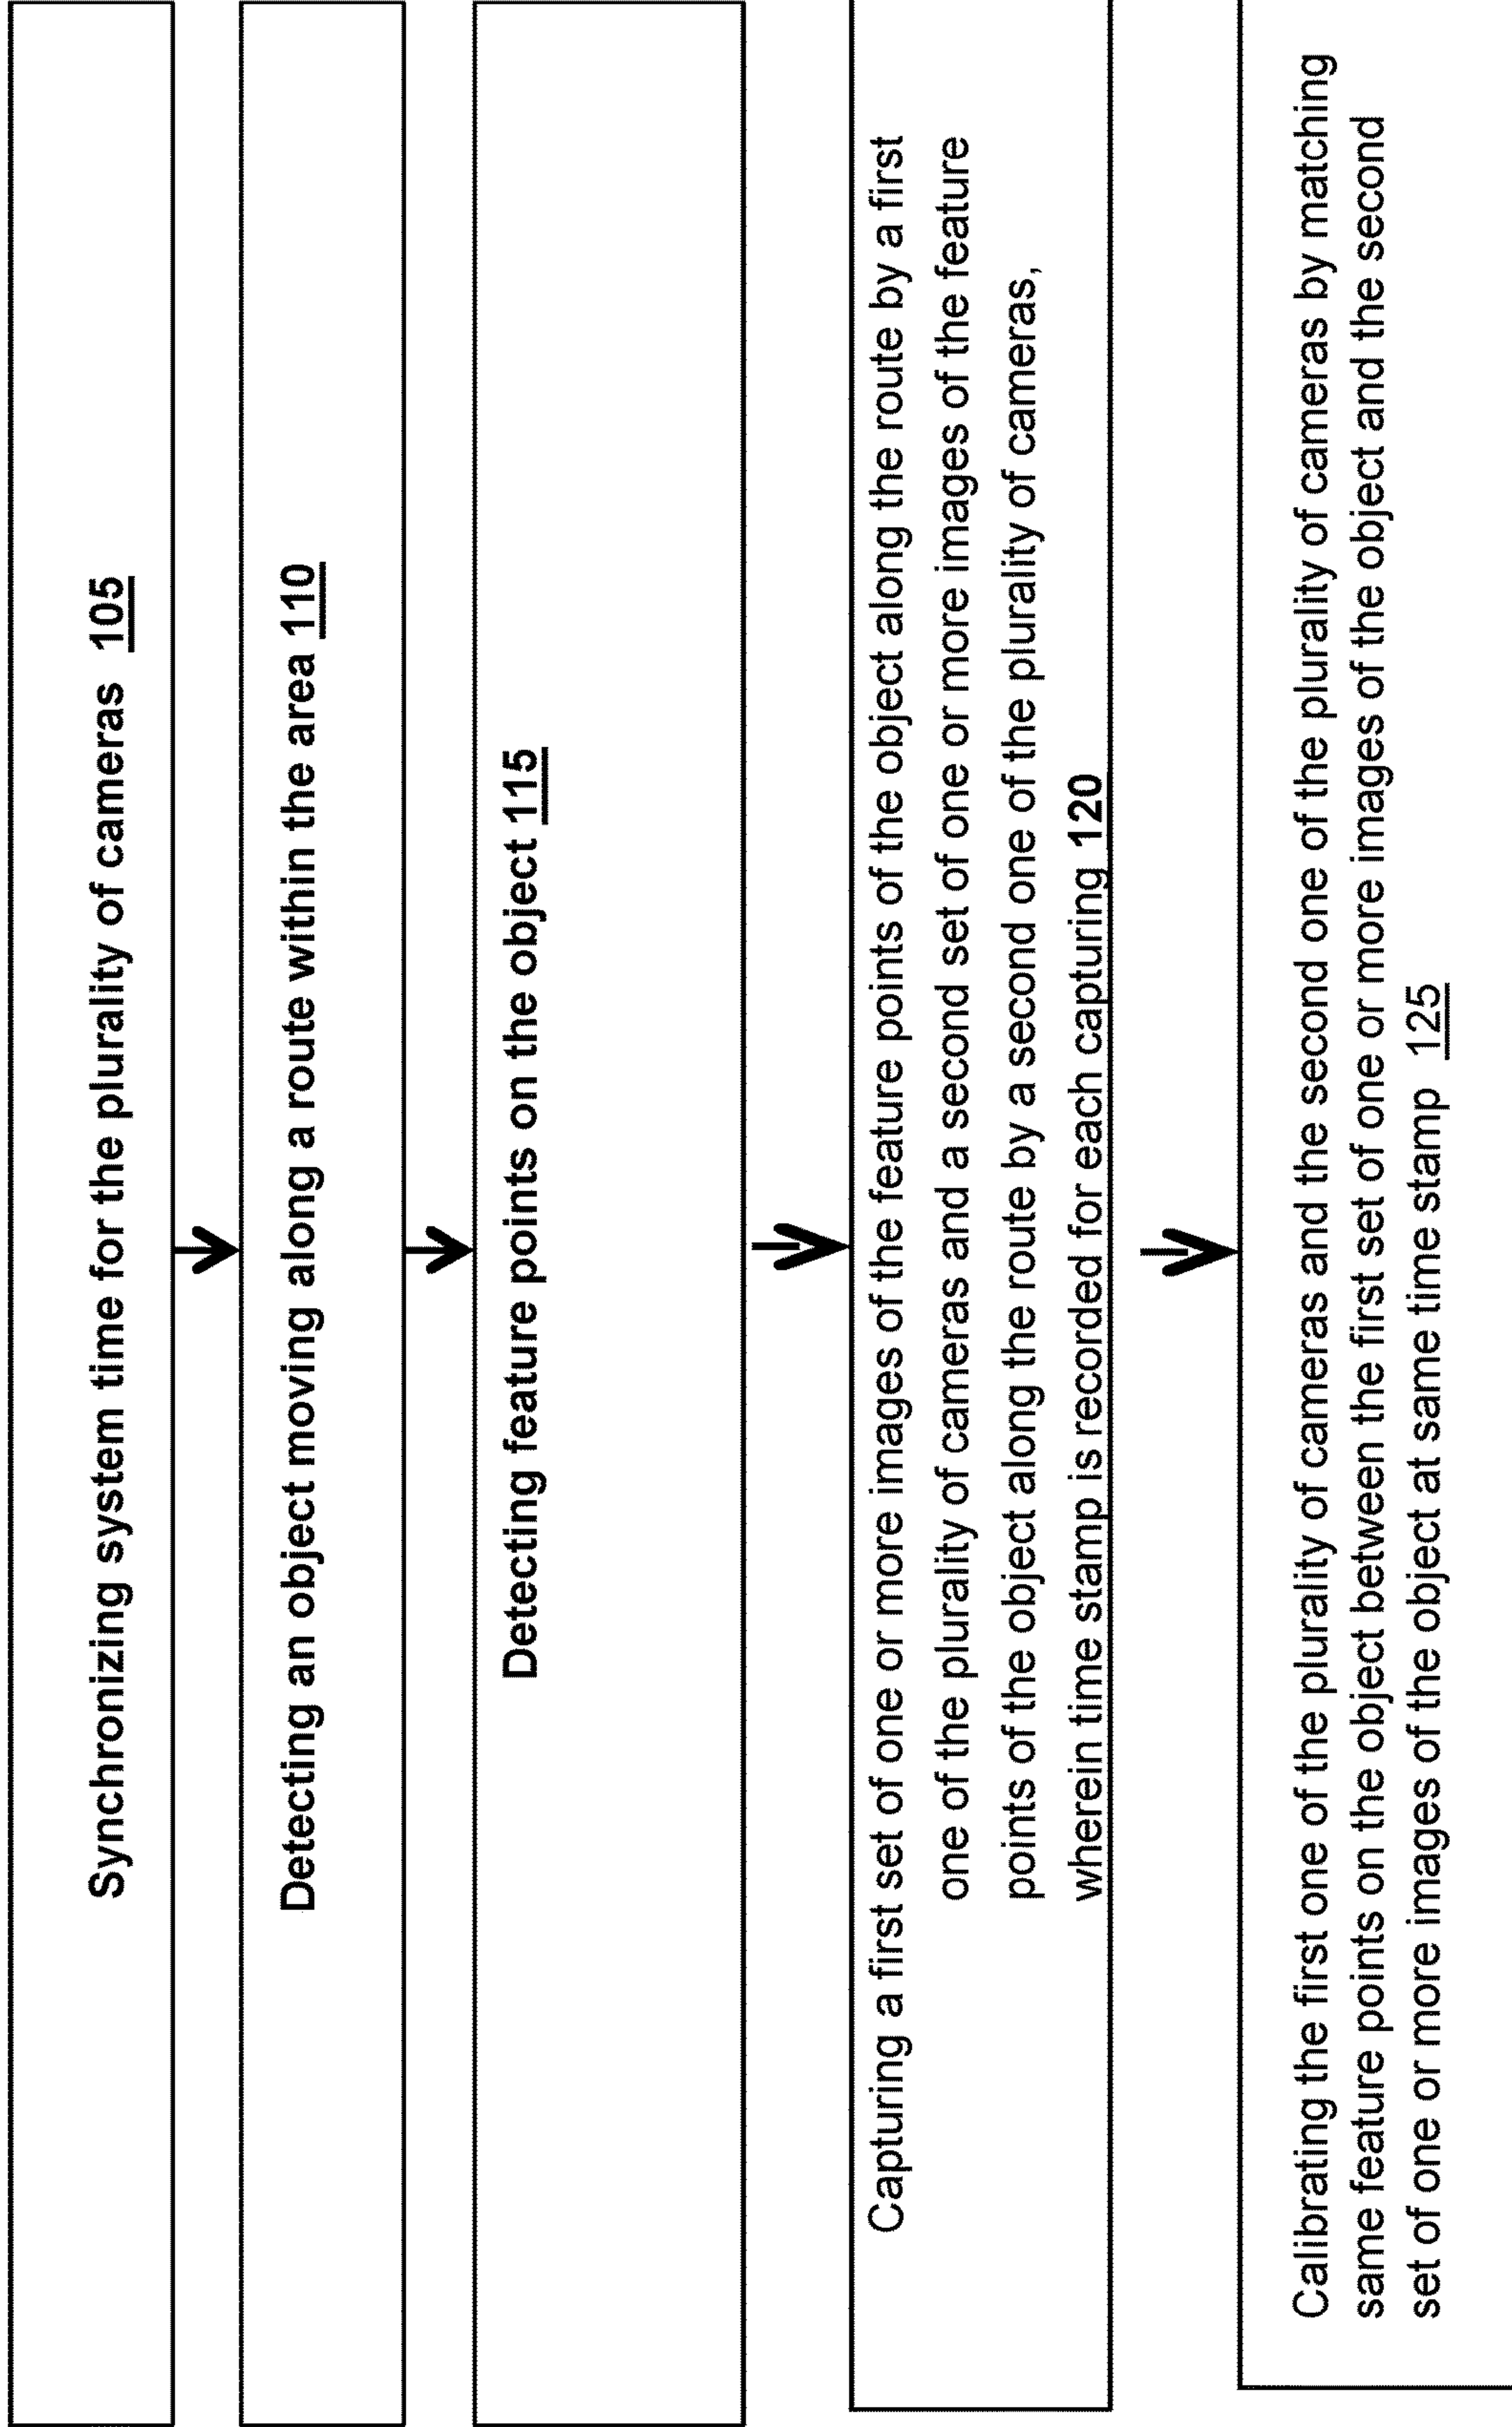 Synchronizing system time for the plurality of cameras 105
Detecting an object moving along a route within the area 110
Detecting feature points on the object 115
Capturing a first set of one or more images of the feature points of the object along the route by a first
one of the plurality of cameras and a second set of one or more images of the feature
points of the object along the route by a second one of the plurality of cameras,
wherein time stamp is recorded for each capturing 120
Calibrating the first one of the plurality of cameras and the second one of the plurality of cameras by matching
same feature points on the object between the first set of one or more images of the object and the second
set of one or more images of the object at same time stamp 125